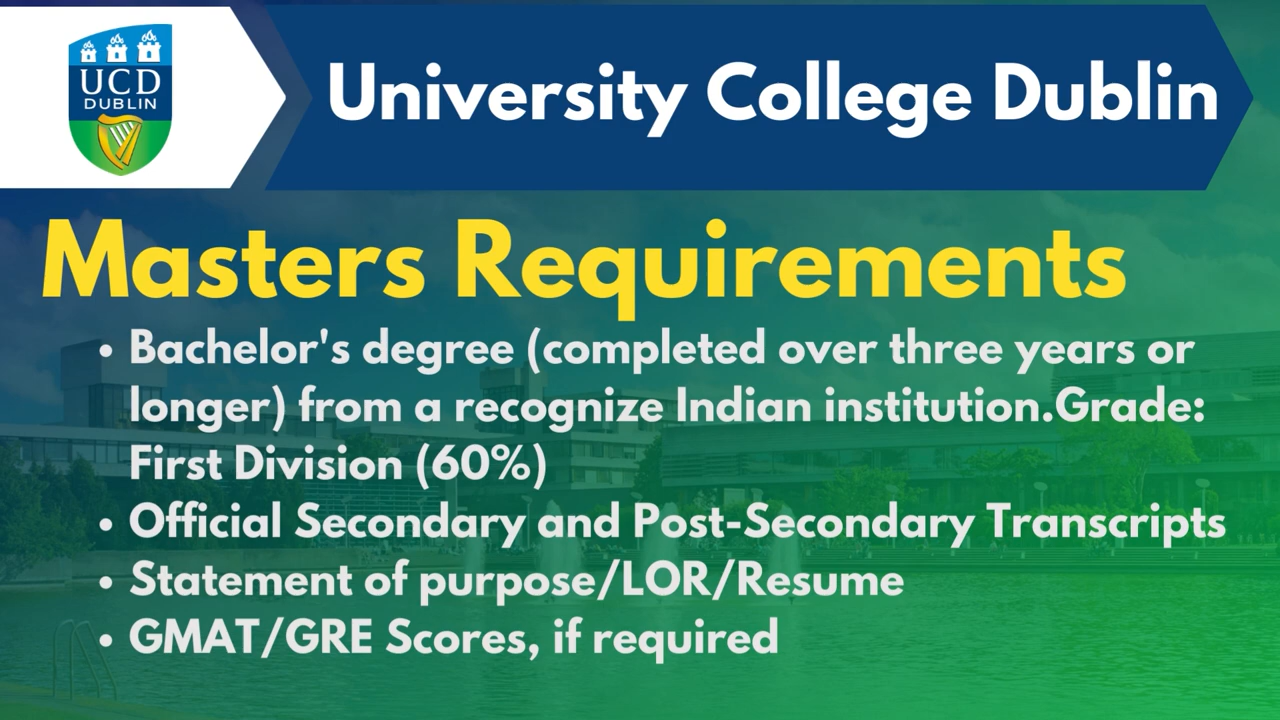 UCD
DUBLIN
University College Dublin
Masters Requirements
• Bachelor's degree (completed over three years or
longer) from a recognize Indian institution.Grade:
First Division (60%)
• Official Secondary and Post-Secondary Transcripts
• Statement of purpose/LOR/Resume
• GMAT/GRE Scores, if required